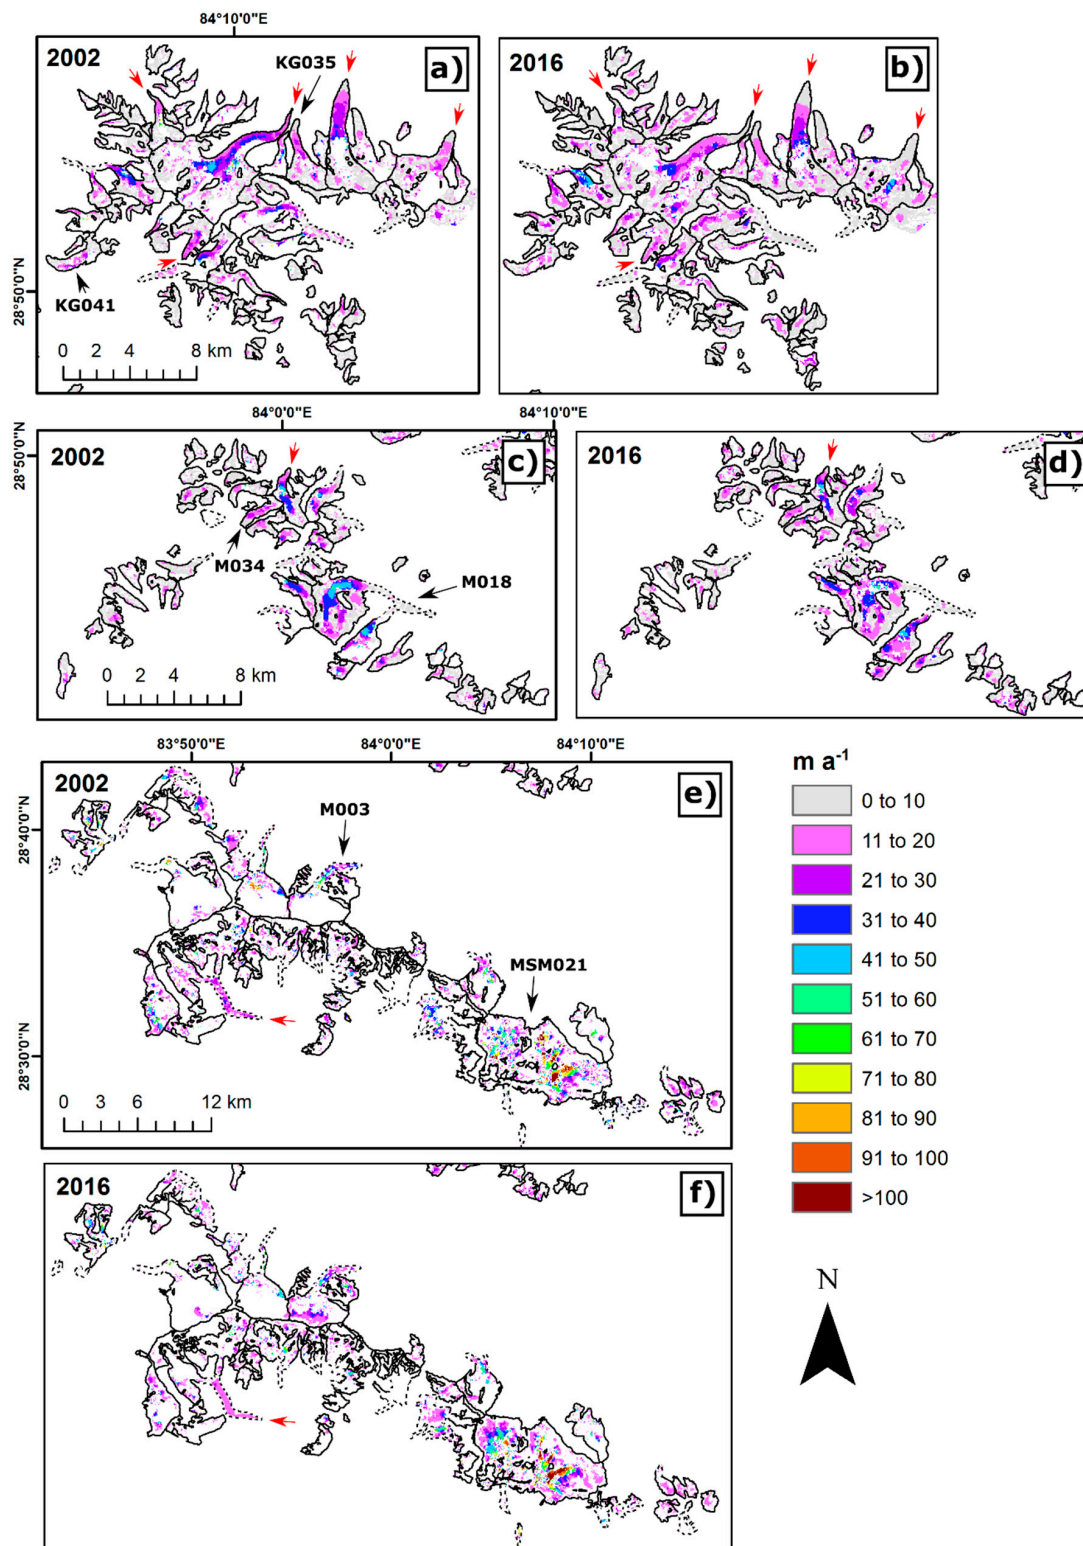 84°10'0"E
2002
KG035
a)
KG041
28°50'0"N
0 2 4 8 km
2016
b)
84°0'0"E
84°10'0"E
28°50'0"N
2002
c)
M034
M018
0 2 4 8 km
2016
d)
83°50'0"E
84°0'0"E
84°10'0"E
2002
e)
M003
28°40'0"N
MSM021
28°30'0"N
0 3 6 12 km
2016
f)
m a⁻¹
0 to 10
11 to 20
21 to 30
31 to 40
41 to 50
51 to 60
61 to 70
71 to 80
81 to 90
91 to 100
>100
N